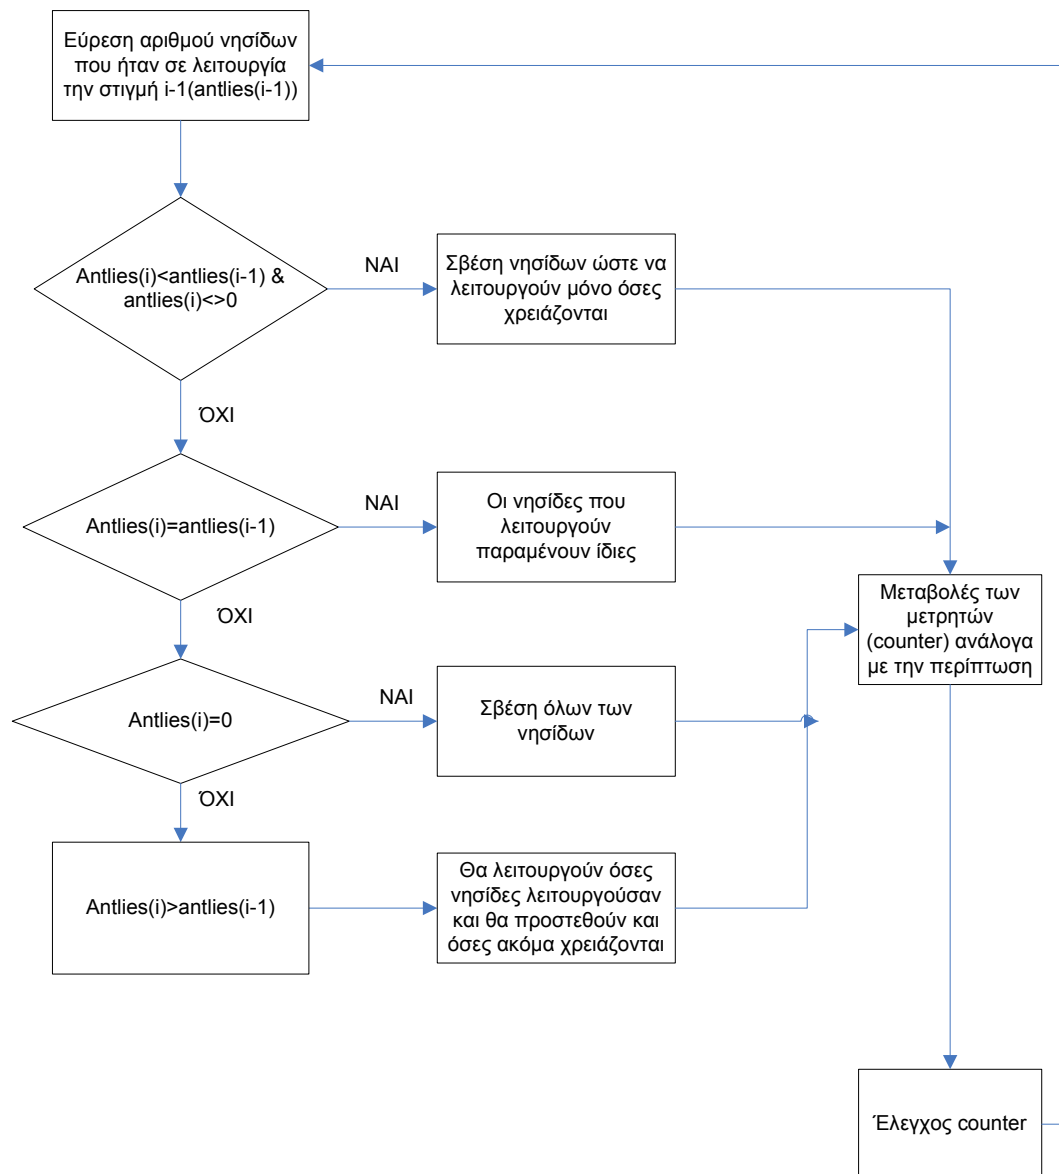 Εύρεση αριθμού νησίδων
που ήταν σε λειτουργία
την στιγμή i-1(antlies(i-1))
Antlies(i)<antlies(i-1) &
antlies(i)<>0
ΝΑΙ
Σβέση νησίδων ώστε να
λειτουργούν μόνο όσες
χρειάζονται
ΌΧΙ
Antlies(i)=antlies(i-1)
ΝΑΙ
Οι νησίδες που
λειτουργούν
παραμένουν ίδιες
Μεταβολές των
μετρητών
(counter) ανάλογα
με την περίπτωση
ΌΧΙ
Antlies(i)=0
ΝΑΙ
Σβέση όλων των
νησίδων
ΌΧΙ
Antlies(i)>antlies(i-1)
Θα λειτουργούν όσες
νησίδες λειτουργούσαν
και θα προστεθούν και
όσες ακόμα χρειάζονται
Έλεγχος counter